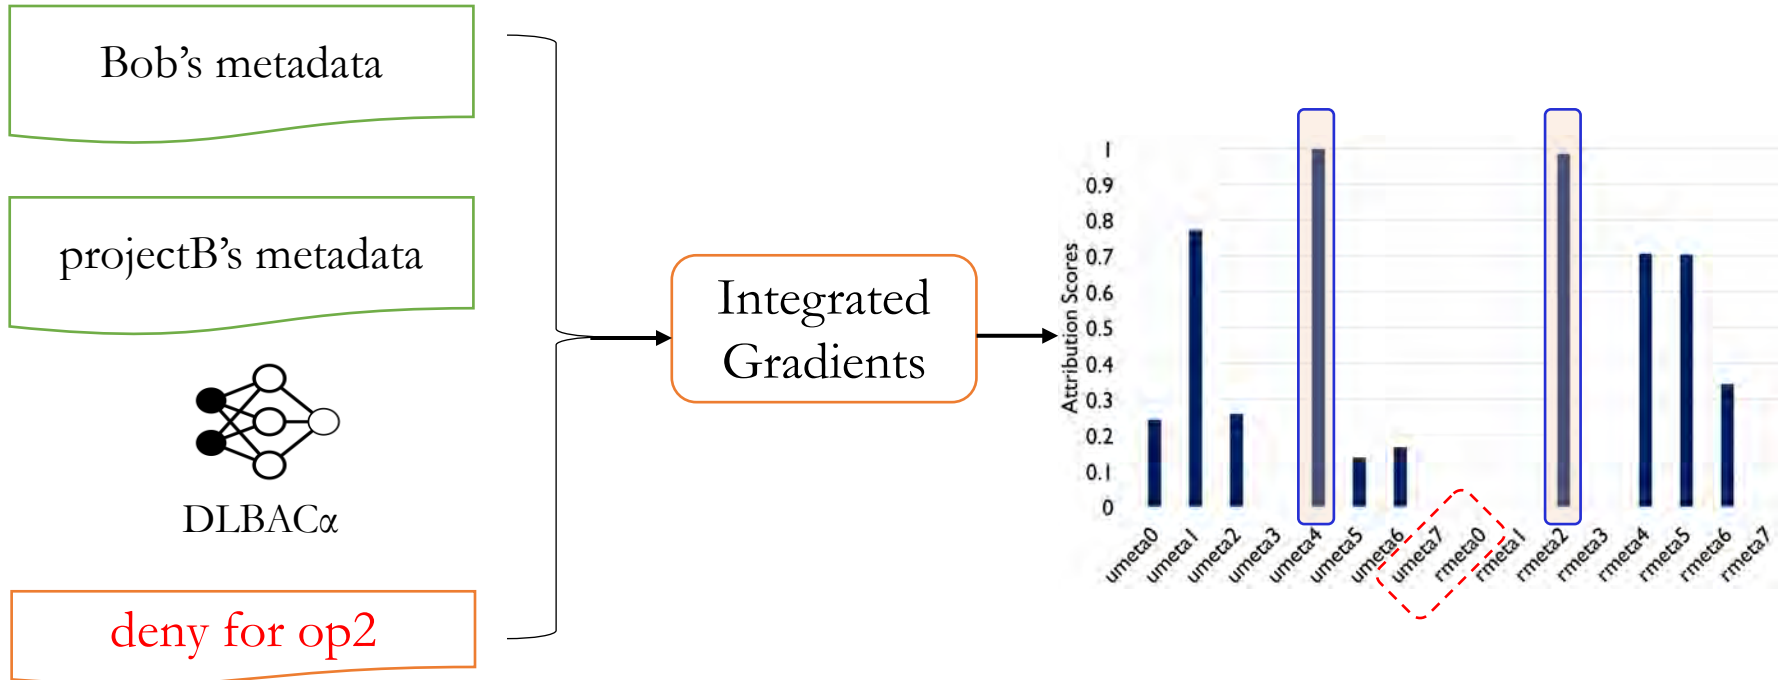 Bob's metadata
projectB's metadata
DLBACα
deny for op2
Integrated
Gradients
Attribution Scores
1
0.9
0.8
0.7
0.6
0.5
0.4
0.3
0.2
0.1
0
umeta0
umeta1
umeta2
umeta3
umeta4
umeta5
umeta6
umeta7
rmeta0
rmeta1
rmeta2
rmeta3
rmeta4
rmeta5
rmeta6
rmeta7